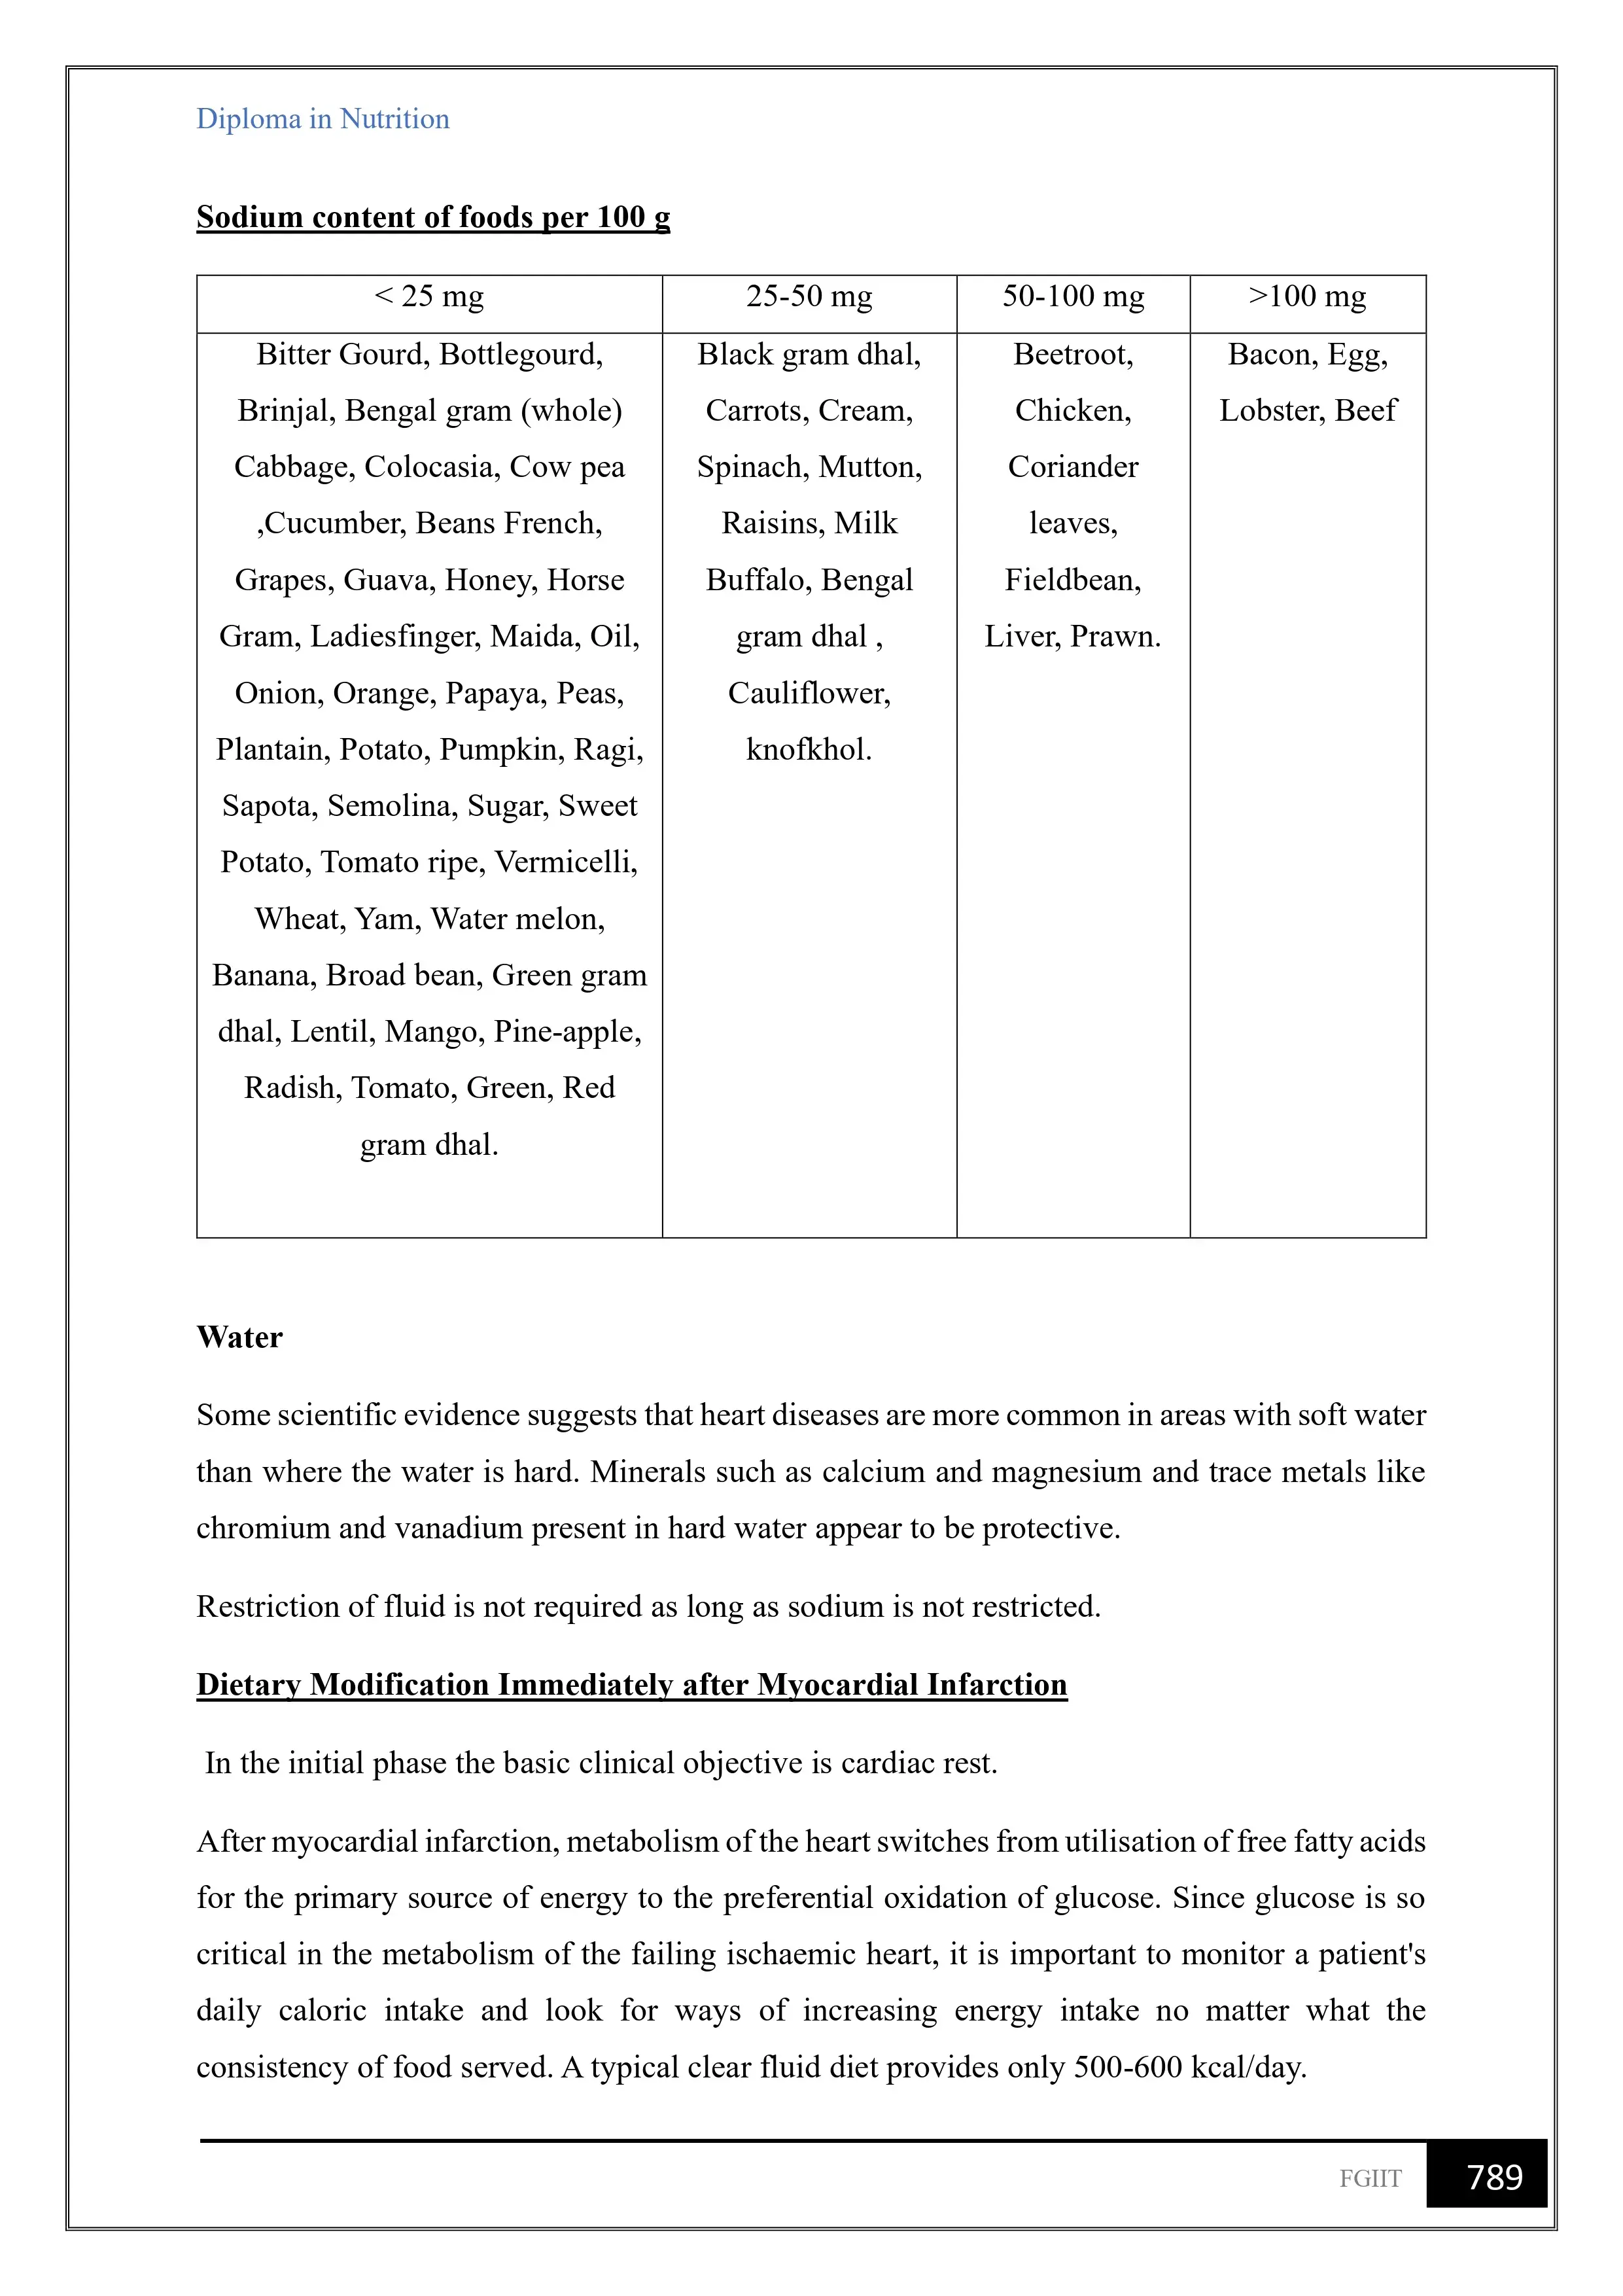 Diploma in Nutrition
Sodium content of foods per 100 g
< 25 mg
25-50 mg
50-100 mg
>100 mg
Bitter Gourd, Bottlegourd,
Brinjal, Bengal gram (whole)
Cabbage, Colocasia, Cow pea
,Cucumber, Beans French,
Grapes, Guava, Honey, Horse
Gram, Ladiesfinger, Maida, Oil,
Onion, Orange, Papaya, Peas,
Plantain, Potato, Pumpkin, Ragi,
Sapota, Semolina, Sugar, Sweet
Potato, Tomato ripe, Vermicelli,
Wheat, Yam, Water melon,
Banana, Broad bean, Green gram
dhal, Lentil, Mango, Pine-apple,
Radish, Tomato, Green, Red
gram dhal.
Black gram dhal,
Carrots, Cream,
Spinach, Mutton,
Raisins, Milk
Buffalo, Bengal
gram dhal ,
Cauliflower,
knofkhol.
Beetroot,
Chicken,
Coriander
leaves,
Fieldbean,
Liver, Prawn.
Bacon, Egg,
Lobster, Beef
Water
Some scientific evidence suggests that heart diseases are more common in areas with soft water
than where the water is hard. Minerals such as calcium and magnesium and trace metals like
chromium and vanadium present in hard water appear to be protective.
Restriction of fluid is not required as long as sodium is not restricted.
Dietary Modification Immediately after Myocardial Infarction
In the initial phase the basic clinical objective is cardiac rest.
After myocardial infarction, metabolism of the heart switches from utilisation of free fatty acids
for the primary source of energy to the preferential oxidation of glucose. Since glucose is so
critical in the metabolism of the failing ischaemic heart, it is important to monitor a patient's
daily caloric intake and look for ways of increasing energy intake no matter what the
consistency of food served. A typical clear fluid diet provides only 500-600 kcal/day.
FGIIT
789